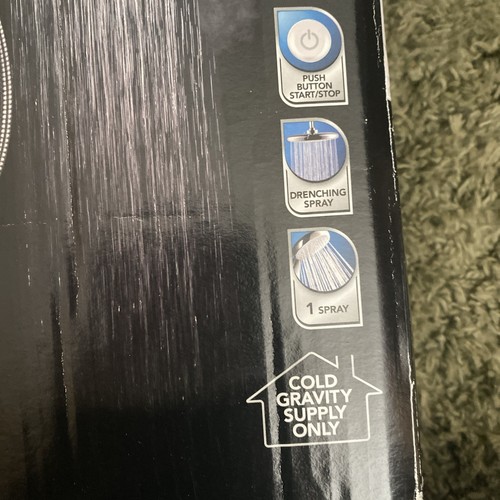 PUSH
BUTTON
START/STOP
DRENCHING
SPRAY
1 SPRAY
COLD
GRAVITY
SUPPLY
ONLY